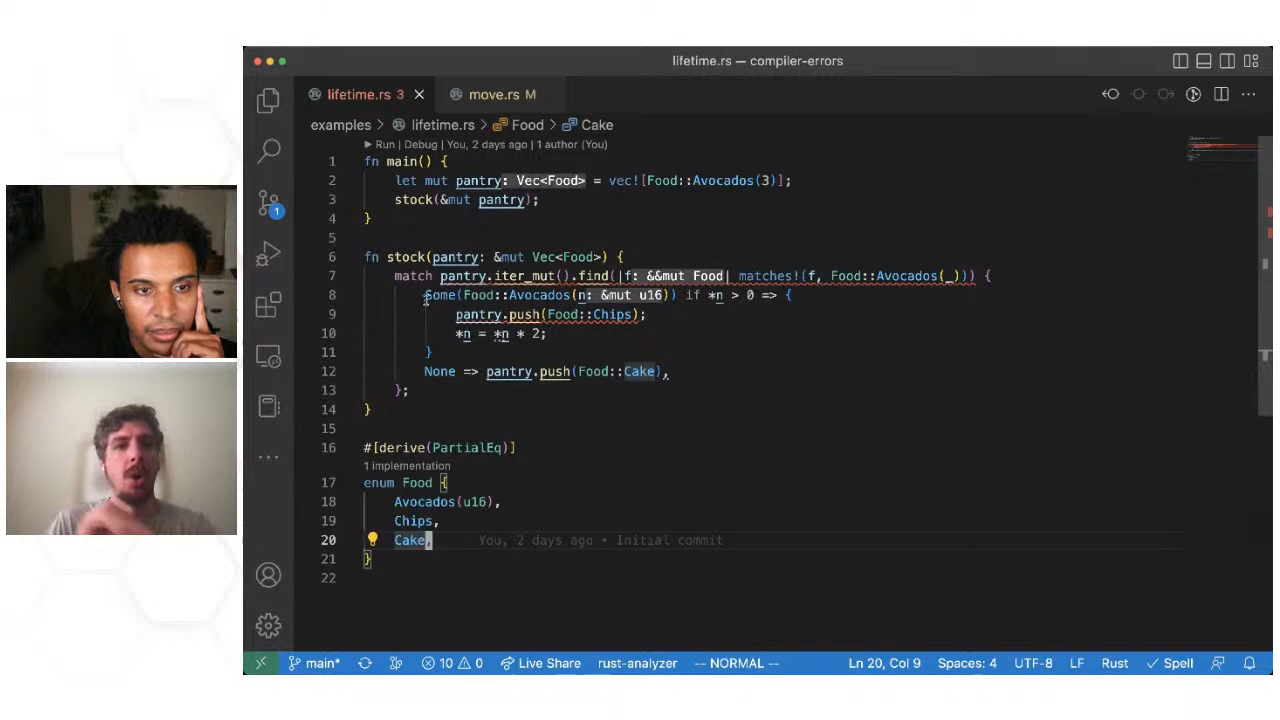 lifetime.rs — compiler-errors
lifetime.rs 3
move.rs M
examples > lifetime.rs > Food > Cake
Run | Debug | You, 2 days ago | 1 author (You)
1 fn main() {
2 let mut pantry: Vec<Food> = vec![Food::Avocados(3)];
3 stock(&mut pantry);
4 }
5
6 fn stock(pantry: &mut Vec<Food>) {
7 match pantry.iter_mut().find(|f: &&mut Food| matches!(f, Food::Avocados(_))) {
8 Some(Food::Avocados(n: &mut u16)) if *n > 0 => {
9 pantry.push(Food::Chips);
10 *n = *n * 2;
11 }
12 None => pantry.push(Food::Cake),
13 };
14 }
15
16 #[derive(PartialEq)]
1 implementation
17 enum Food {
18 Avocados(u16),
19 Chips,
20 Cake, You, 2 days ago • Initial commit
21 }
22
1
main* 10 0 Live Share rust-analyzer -- NORMAL -- Ln 20, Col 9 Spaces: 4 UTF-8 LF Rust Spell